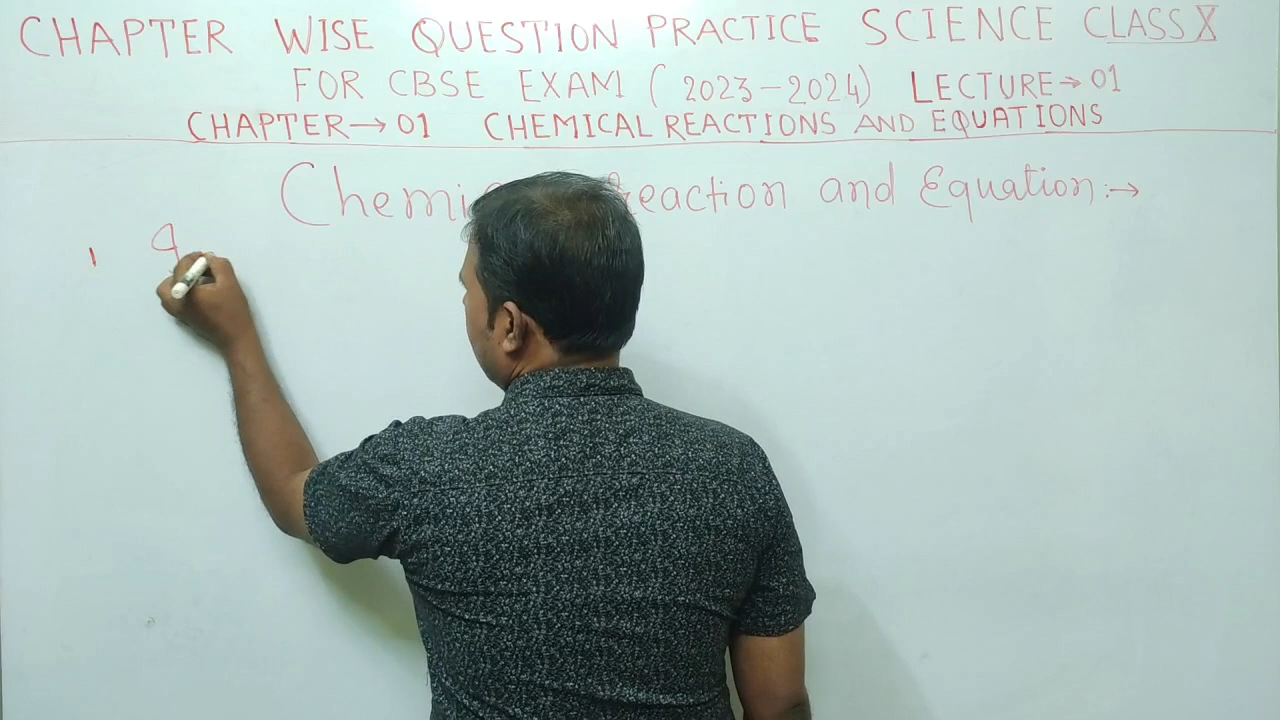 CHAPTER WISE QUESTION PRACTICE SCIENCE CLASS X
FOR CBSE EXAM (2023-2024) LECTURE→01
CHAPTER→01 CHEMICAL REACTIONS AND EQUATIONS
and Equation:→
1